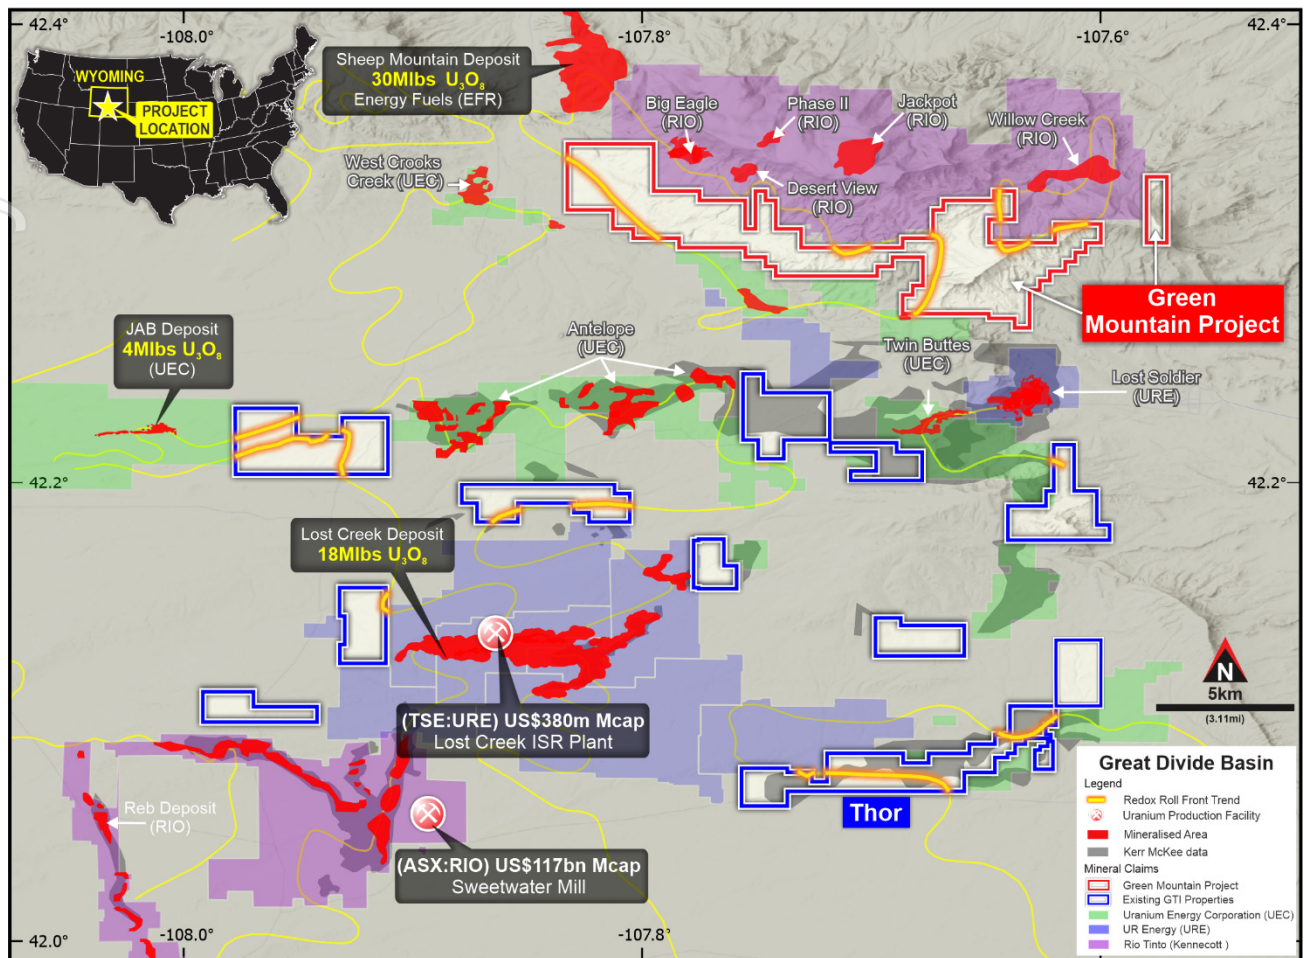 42.4°
-108.0°
-107.8°
-107.6°
42.4°
WYOMING
PROJECT
LOCATION
Sheep Mountain Deposit
30Mlbs U₃O₈
Energy Fuels (EFR)
Big Eagle
(RIO)
Phase II
(RIO)
Jackpot
(RIO)
Willow Creek
(RIO)
West Crooks
Creek (UEC)
Desert View
(RIO)
Green
Mountain Project
JAB Deposit
4Mlbs U₃O₈
(UEC)
Antelope
(UEC)
Twin Buttes
(UEC)
Lost Soldier
(URE)
42.2°
42.2°
Lost Creek Deposit
18Mlbs U₃O₈
N
5km
(3.11mi)
(TSE:URE) US$380m Mcap
Lost Creek ISR Plant
Reb Deposit
(RIO)
Thor
(ASX:RIO) US$117bn Mcap
Sweetwater Mill
Great Divide Basin
Legend
Redox Roll Front Trend
Uranium Production Facility
Mineralised Area
Kerr McKee data
Mineral Claims
Green Mountain Project
Existing GTI Properties
Uranium Energy Corporation (UEC)
UR Energy (URE)
Rio Tinto (Kennecott )
42.0°
-108.0°
-107.8°